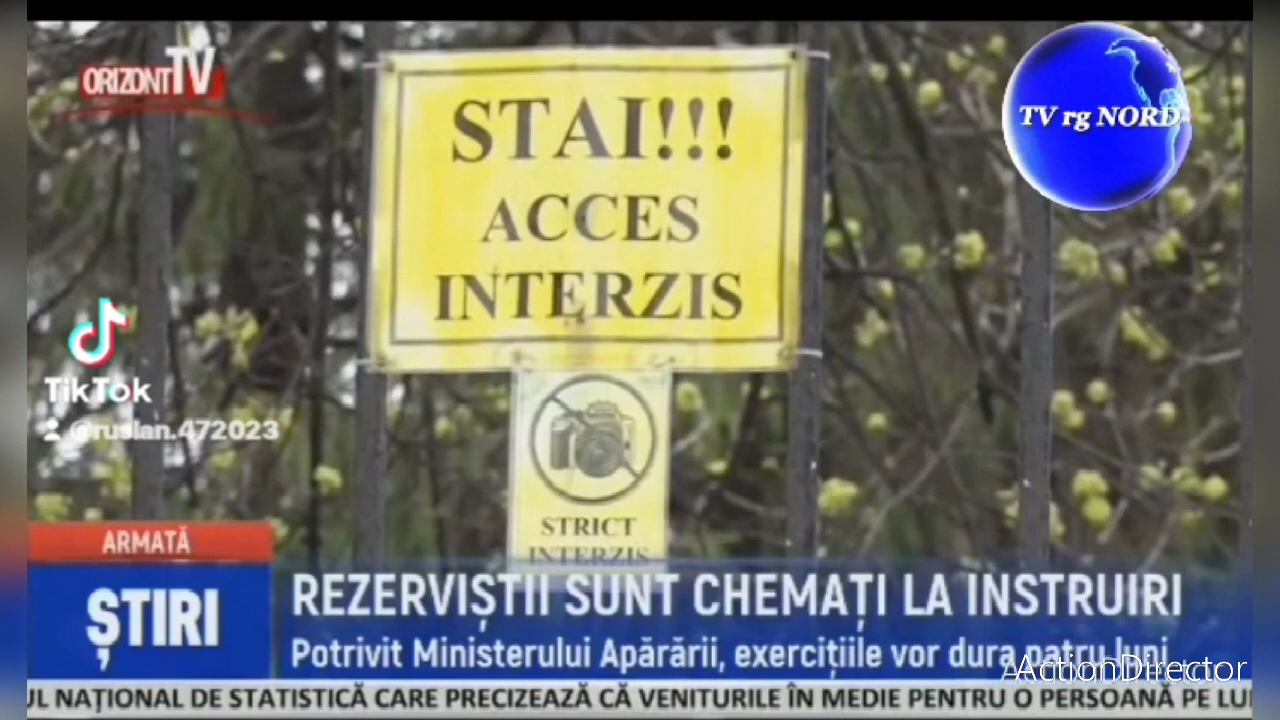 ORIZONT TV
TV rg NORD
STAI!!!
ACCES
INTERZIS
STRICT
INTERZIS
TikTok
@ruslan.472023
ARMATĂ
ȘTIRI
REZERVIȘTII SUNT CHEMAȚI LA INSTRUIRI
Potrivit Ministerului Apărării, exercițiile vor dura patru luni
ActionDirector
UL NAȚIONAL DE STATISTICĂ CARE PRECIZEAZĂ CĂ VENITURILE ÎN MEDIE PENTRU O PERSOANĂ PE LU